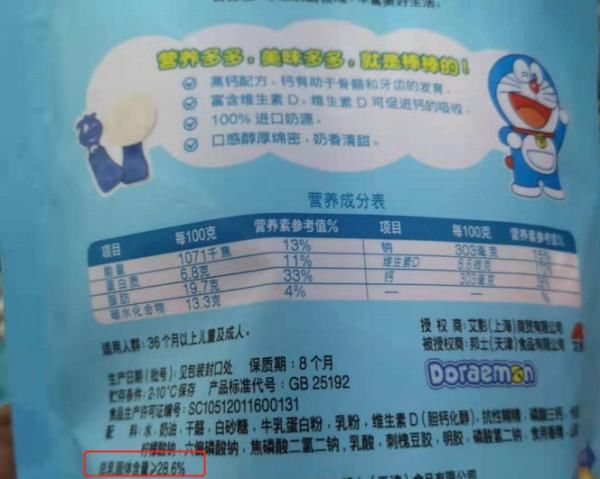 营养多多，美味多多，就是棒棒的！
高钙配方、钙有助于骨骼和牙齿的发育。
富含维生素D、维生素D可促进钙的吸收。
100%进口奶源。
口感醇厚绵密，奶香清甜。
营养成分表
项目 每100克 营养素参考值% 项目 每100克 营养素参考值%
能量 1071千焦 13% 钠 303毫克 15%
蛋白质 6.8克 11% 维生素D
脂肪 19.7克 33% 钙
碳水化合物 13.3克 4% — — —
适用人群：36个月以上儿童及成人。
授权商：艾影（上海）商贸有限公司
被授权商：邦士（天津）食品有限公司
Doraemon
生产日期（批号）：见包装封口处 保质期：8个月
贮存条件：2-10℃保存 产品标准代号：GB 25192
食品生产许可证编号：SC10512011600131
配 料：水，奶油，干酪，白砂糖，牛乳蛋白粉，乳粉，维生素D（胆钙化醇），抗性糊精，磷酸三钙，
柠檬酸钠，六偏磷酸钠，焦磷酸二氢二钠，乳酸，刺槐豆胶，明胶，磷酸氢二钠，食用香精
总乳固体含量≥28.6%